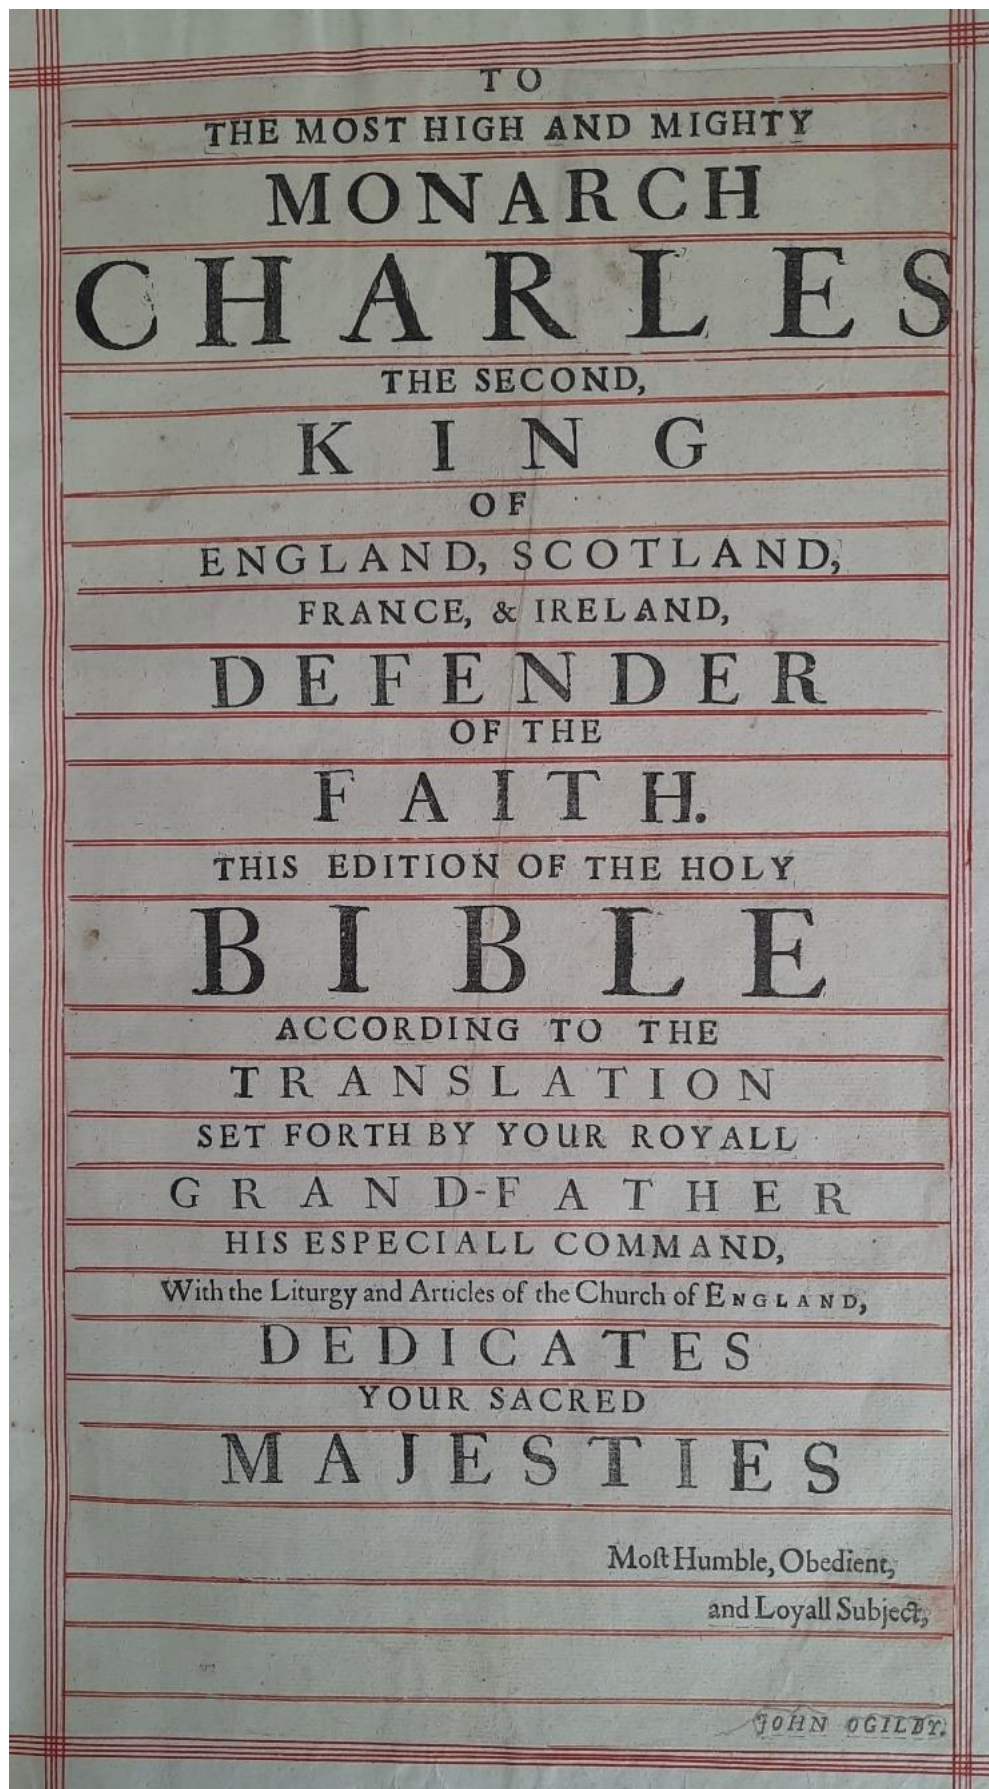 TO
THE MOST HIGH AND MIGHTY
MONARCH
CHARLES
THE SECOND,
KING
OF
ENGLAND, SCOTLAND,
FRANCE, & IRELAND,
DEFENDER
OF THE
FAITH.
THIS EDITION OF THE HOLY
BIBLE
ACCORDING TO THE
TRANSLATION
SET FORTH BY YOUR ROYALL
GRAND-FATHER
HIS ESPECIALL COMMAND,
With the Liturgy and Articles of the Church of ENGLAND,
DEDICATES
YOUR SACRED
MAJESTIES
Moſt Humble, Obedient,
and Loyall Subject,
JOHN OGILBY.